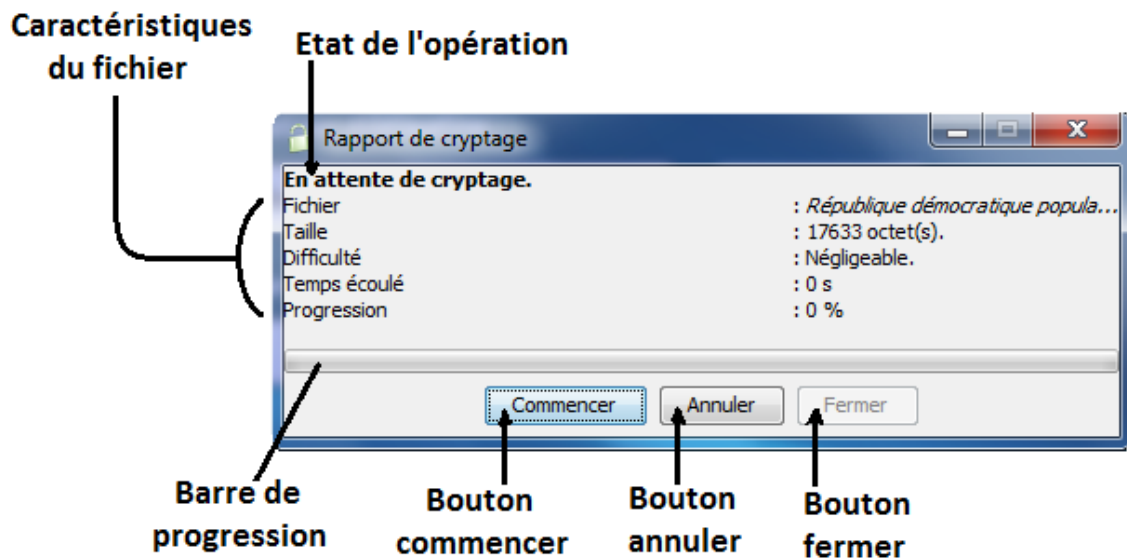 Caractéristiques
du fichier
Etat de l'opération
Rapport de cryptage
En attente de cryptage.
Fichier : République démocratique popula...
Taille : 17633 octet(s).
Difficulté : Négligeable.
Temps écoulé : 0 s
Progression : 0 %
Commencer Annuler Fermer
Barre de
progression
Bouton
commencer
Bouton
annuler
Bouton
fermer